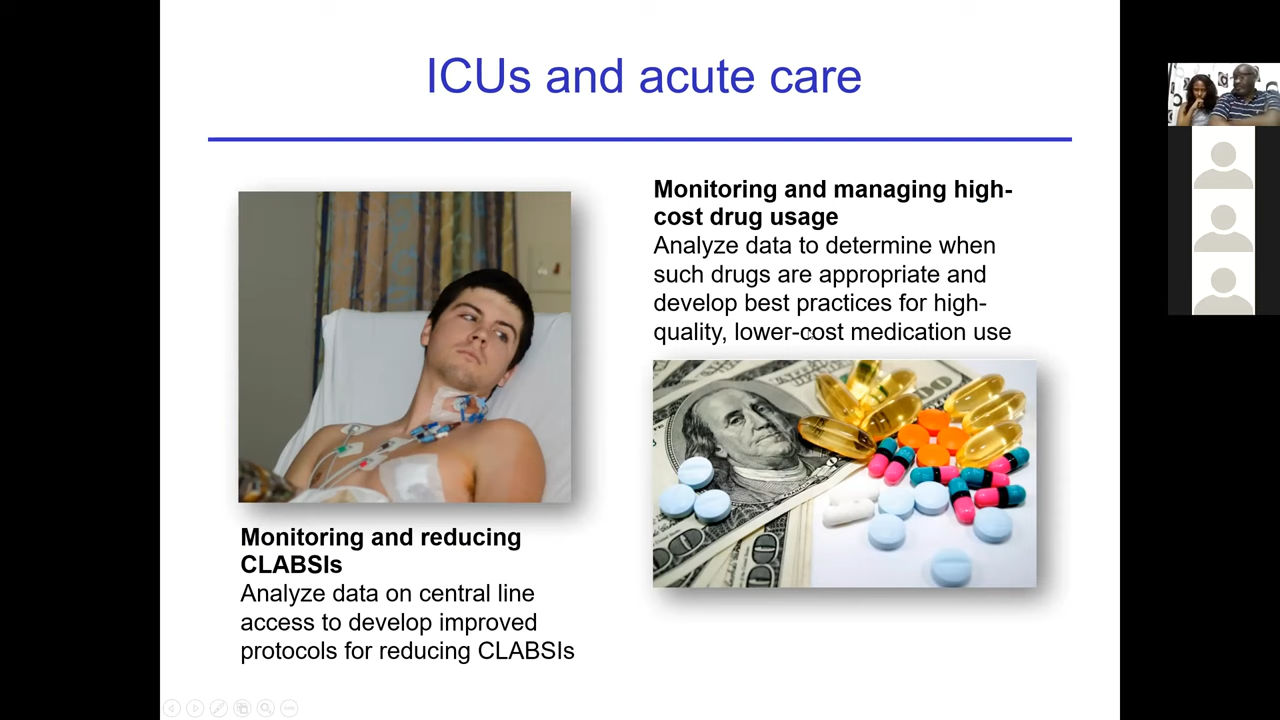 ICUs and acute care
Monitoring and managing high-
cost drug usage
Analyze data to determine when
such drugs are appropriate and
develop best practices for high-
quality, lower-cost medication use
Monitoring and reducing
CLABSIs
Analyze data on central line
access to develop improved
protocols for reducing CLABSIs